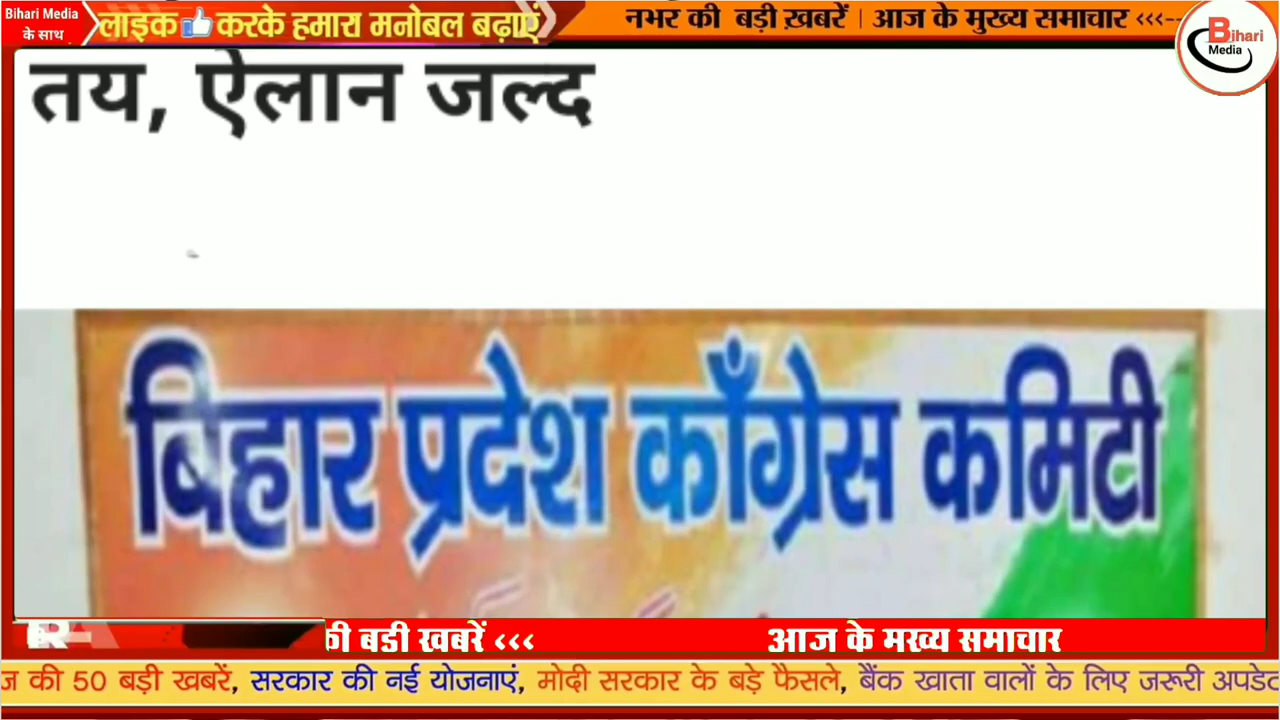 Bihari Media
के साथ
लाइक करके हमारा मनोबल बढ़ाएं
नभर की बड़ी ख़बरें | आज के मुख्य समाचार <<<--
Bihari
Media
तय, ऐलान जल्द
बिहार प्रदेश काँग्रेस कमिटी
की बडी खबरें <<< आज के मख्य समाचार
ज की 50 बड़ी खबरें, सरकार की नई योजनाएं, मोदी सरकार के बड़े फैसले, बैंक खाता वालों के लिए जरूरी अपडेट